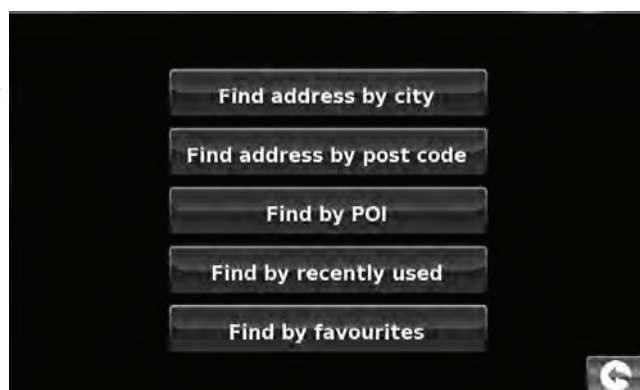 Find address by city
Find address by post code
Find by POI
Find by recently used
Find by favourites